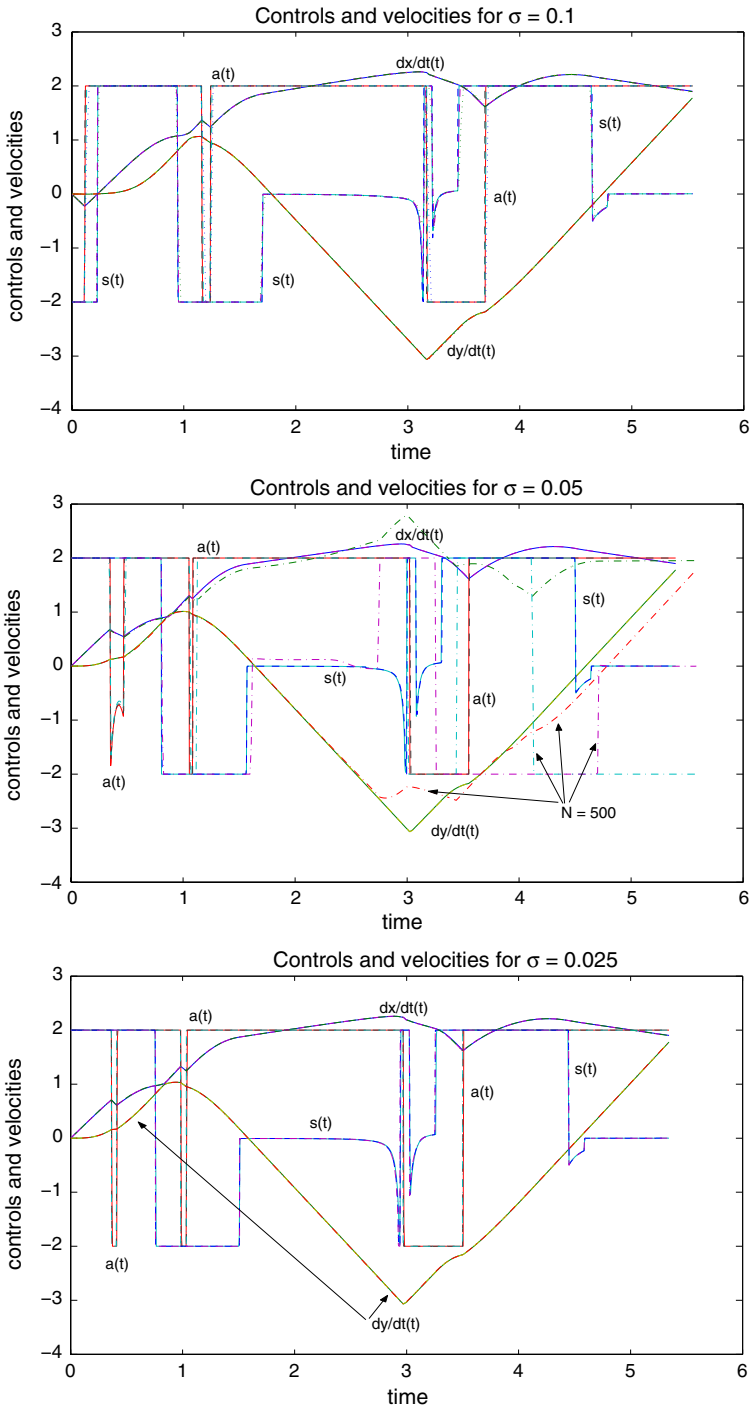 Controls and velocities for σ = 0.1
controls and velocities
3
2
1
0
−1
−2
−3
−4
a(t)
dx/dt(t)
s(t)
a(t)
s(t)
s(t)
dy/dt(t)
0
1
2
3
4
5
6
time
Controls and velocities for σ = 0.05
controls and velocities
3
2
1
0
−1
−2
−3
−4
a(t)
dx/dt(t)
s(t)
s(t)
a(t)
a(t)
N = 500
dy/dt(t)
0
1
2
3
4
5
6
time
Controls and velocities for σ = 0.025
controls and velocities
3
2
1
0
−1
−2
−3
−4
a(t)
dx/dt(t)
s(t)
a(t)
s(t)
a(t)
dy/dt(t)
0
1
2
3
4
5
6
time